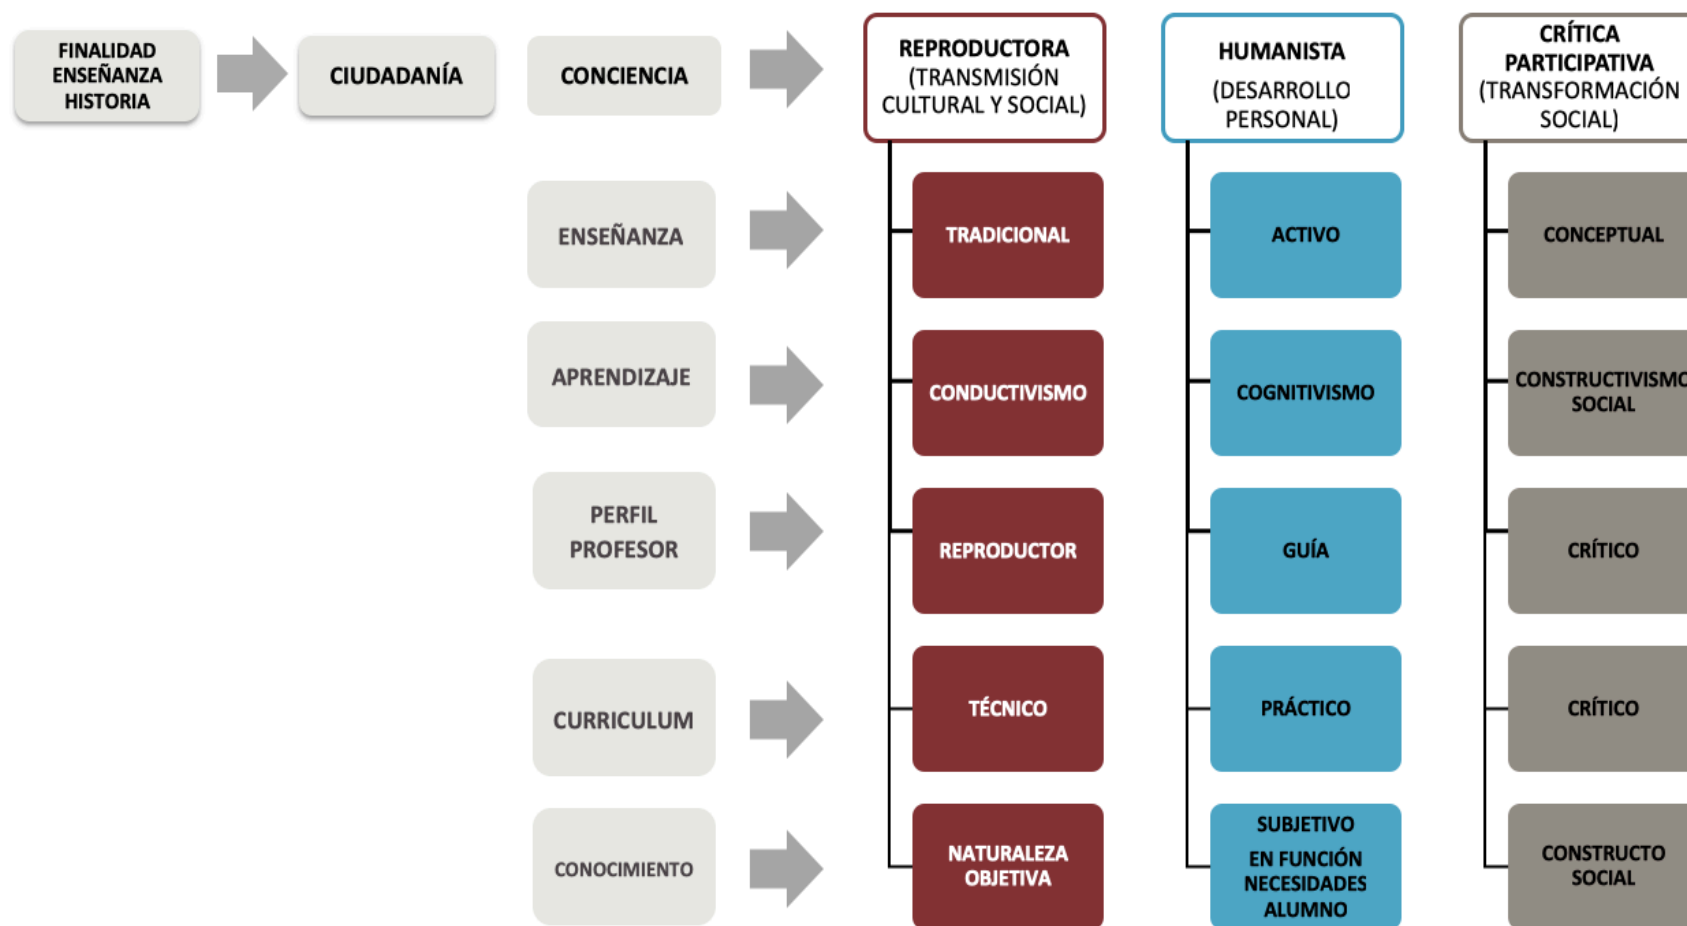 FINALIDAD
ENSEÑANZA
HISTORIA
CIUDADANÍA
CONCIENCIA
REPRODUCTORA
(TRANSMISIÓN
CULTURAL Y SOCIAL)
HUMANISTA
(DESARROLLO
PERSONAL)
CRÍTICA
PARTICIPATIVA
(TRANSFORMACIÓN
SOCIAL)
ENSEÑANZA
TRADICIONAL
ACTIVO
CONCEPTUAL
APRENDIZAJE
CONDUCTIVISMO
COGNITIVISMO
CONSTRUCTIVISMO
SOCIAL
PERFIL
PROFESOR
REPRODUCTOR
GUÍA
CRÍTICO
CURRICULUM
TÉCNICO
PRÁCTICO
CRÍTICO
CONOCIMIENTO
NATURALEZA
OBJETIVA
SUBJETIVO
EN FUNCIÓN
NECESIDADES
ALUMNO
CONSTRUCTO
SOCIAL